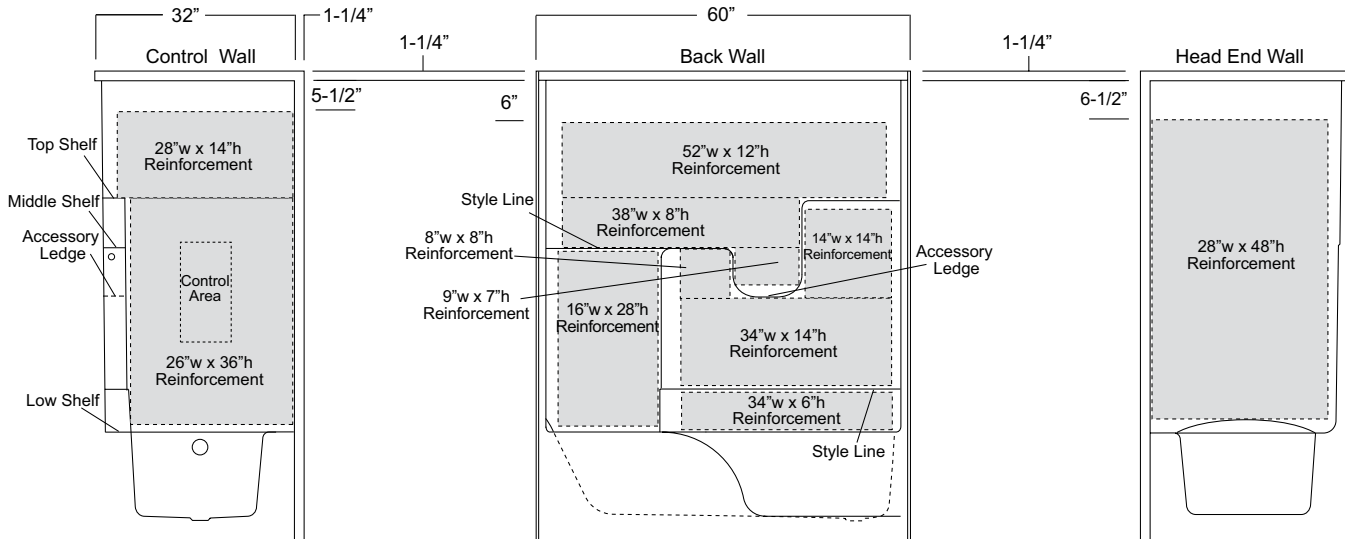 32”
1-1/4”
60”
1-1/4”
1-1/4”
Control Wall
Back Wall
Head End Wall
5-1/2”
6”
6-1/2”
Top Shelf
28”w x 14”h
Reinforcement
Middle Shelf
Accessory
Ledge
Control
Area
26”w x 36”h
Reinforcement
Low Shelf
52”w x 12”h
Reinforcement
Style Line
38”w x 8”h
Reinforcement
8”w x 8”h
Reinforcement
14”w x 14”h
Reinforcement
Accessory
Ledge
9”w x 7”h
Reinforcement
16”w x 28”h
Reinforcement
34”w x 14”h
Reinforcement
34”w x 6”h
Reinforcement
Style Line
28”w x 48”h
Reinforcement